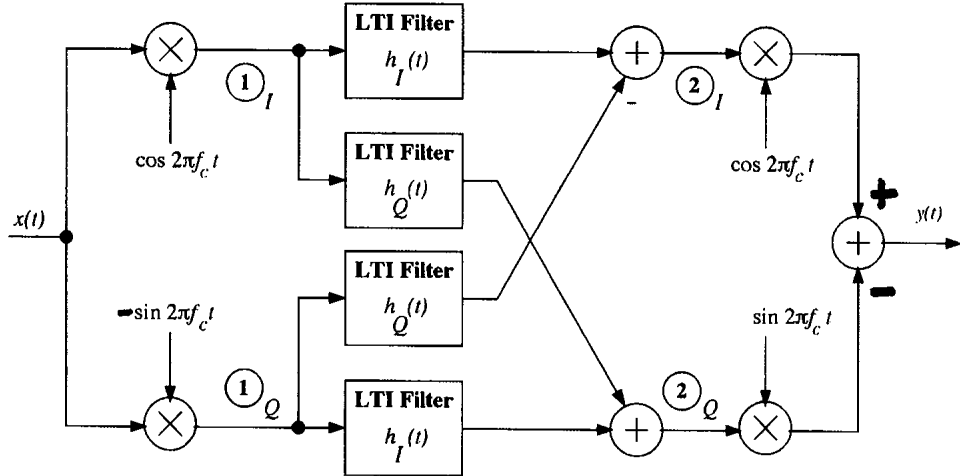 LTI Filter
h_I(t)
1_I
+
-
2_I
cos 2πf_c t
cos 2πf_c t
LTI Filter
h_Q(t)
+
x(t)
+
y(t)
LTI Filter
h_Q(t)
-
-sin 2πf_c t
sin 2πf_c t
1_Q
LTI Filter
h_I(t)
+
2_Q